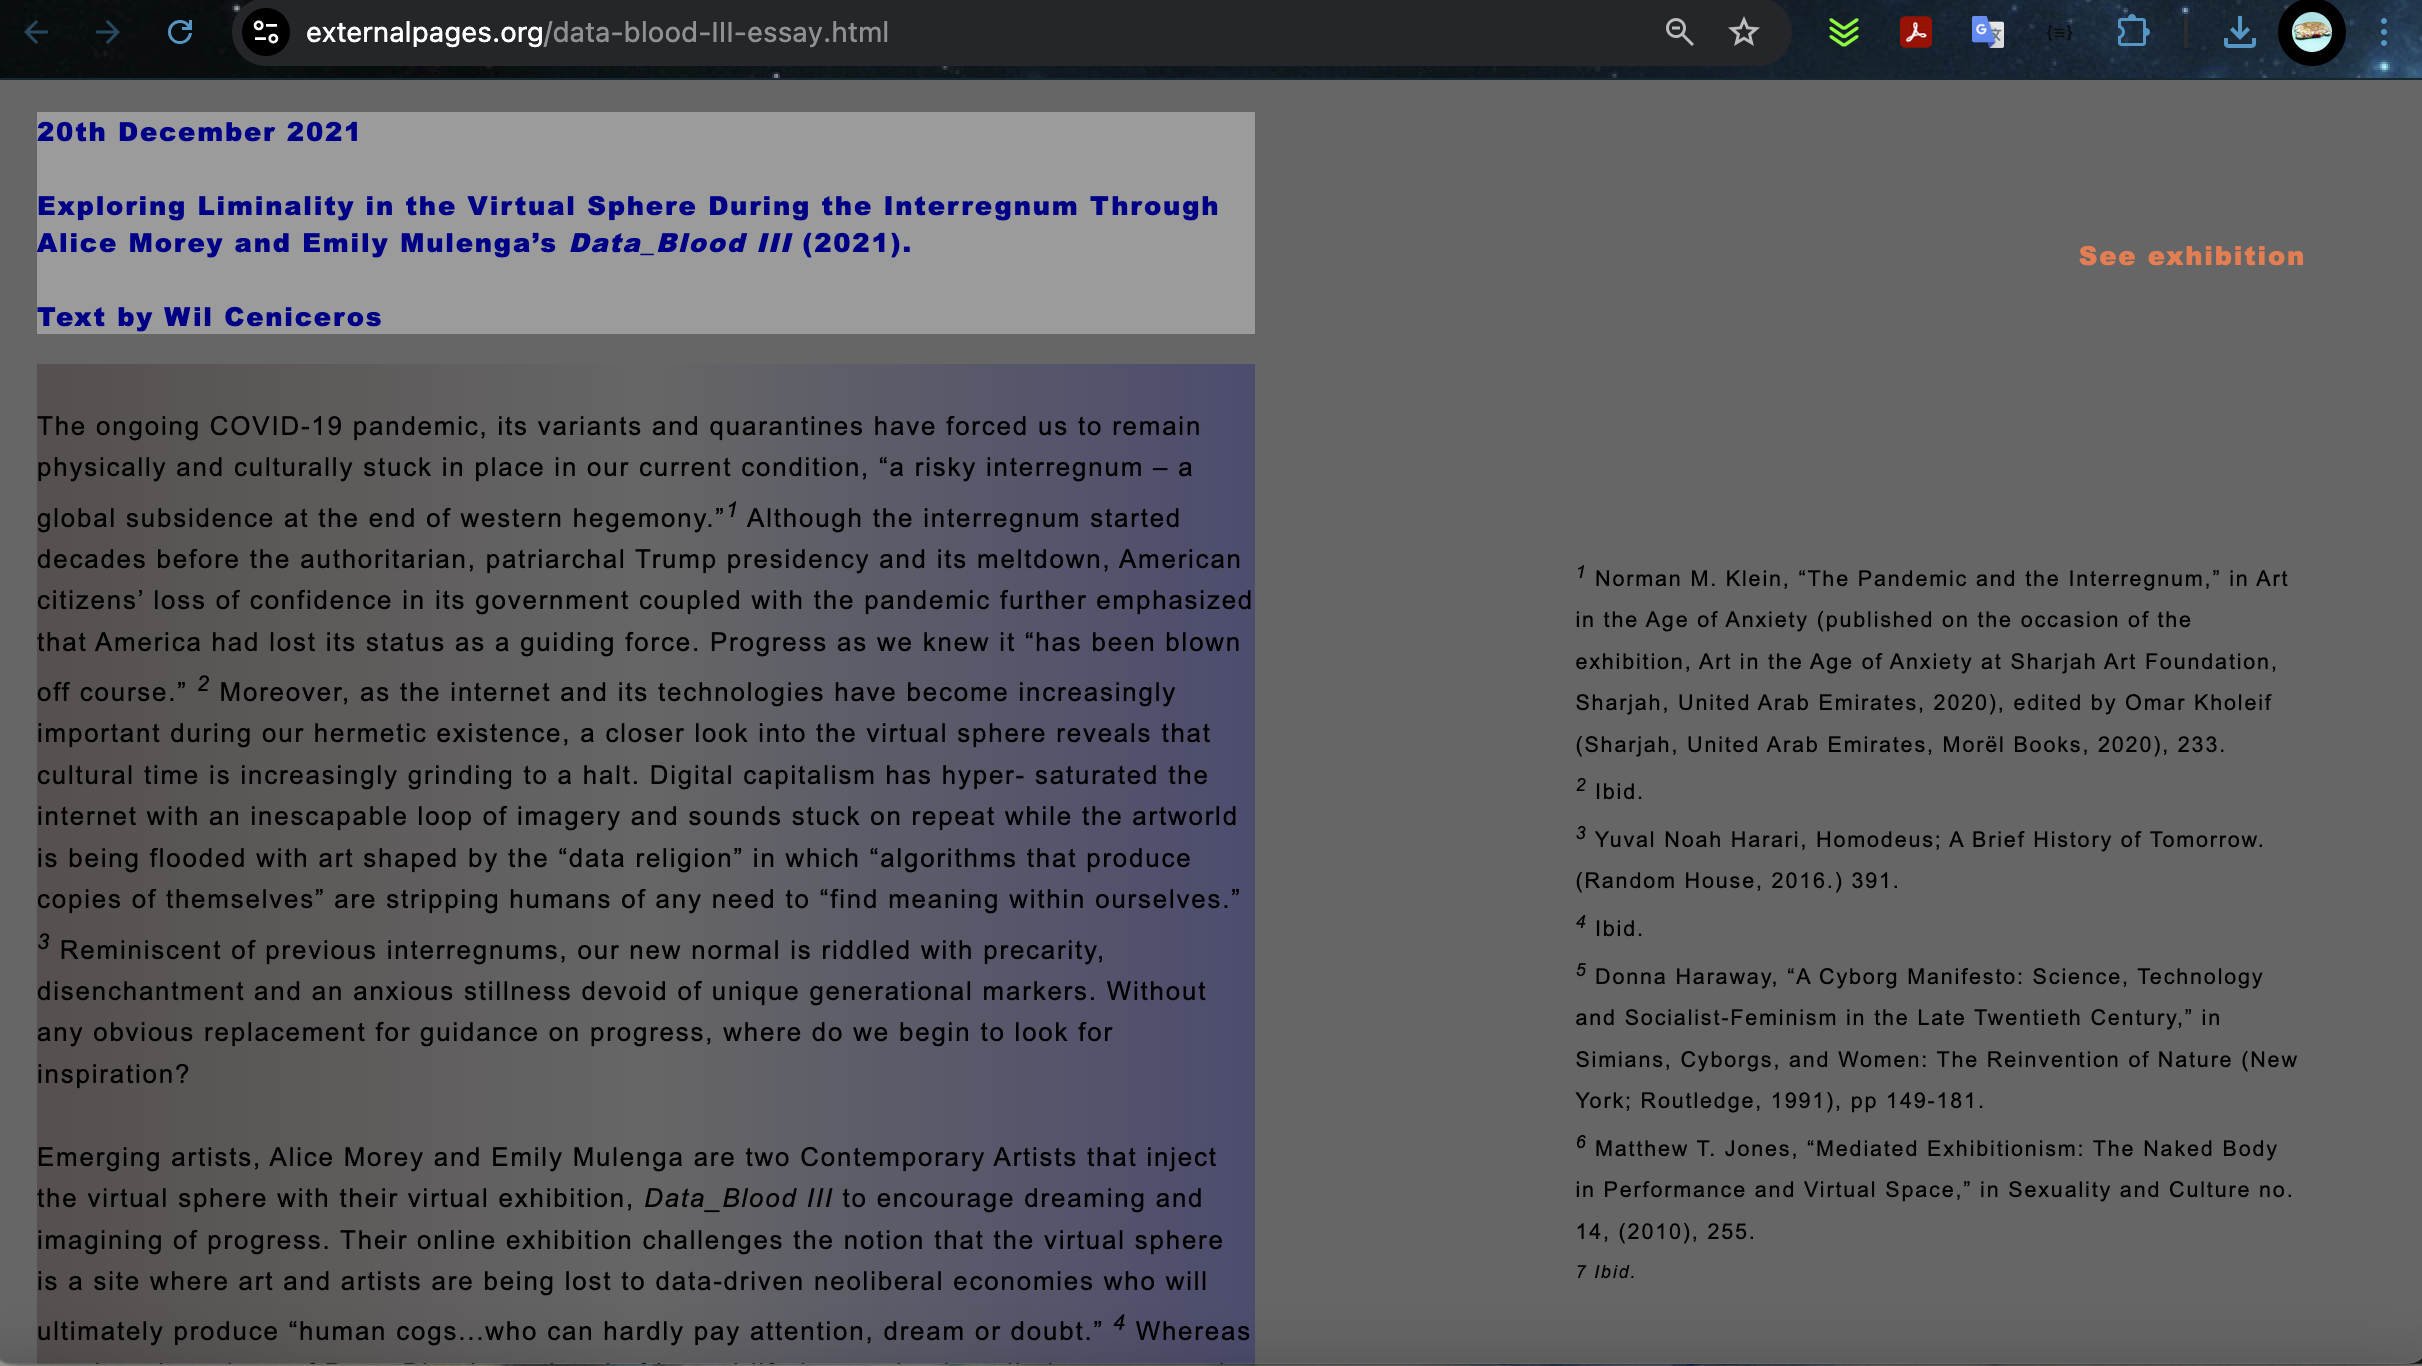 externalpages.org/data-blood-III-essay.html
20th December 2021
Exploring Liminality in the Virtual Sphere During the Interregnum Through
Alice Morey and Emily Mulenga’s Data_Blood III (2021).
Text by Wil Ceniceros
See exhibition
The ongoing COVID-19 pandemic, its variants and quarantines have forced us to remain
physically and culturally stuck in place in our current condition, “a risky interregnum – a
global subsidence at the end of western hegemony.”1 Although the interregnum started
decades before the authoritarian, patriarchal Trump presidency and its meltdown, American
citizens’ loss of confidence in its government coupled with the pandemic further emphasized
that America had lost its status as a guiding force. Progress as we knew it “has been blown
off course.” 2 Moreover, as the internet and its technologies have become increasingly
important during our hermetic existence, a closer look into the virtual sphere reveals that
cultural time is increasingly grinding to a halt. Digital capitalism has hyper- saturated the
internet with an inescapable loop of imagery and sounds stuck on repeat while the artworld
is being flooded with art shaped by the “data religion” in which “algorithms that produce
copies of themselves” are stripping humans of any need to “find meaning within ourselves.”
3 Reminiscent of previous interregnums, our new normal is riddled with precarity,
disenchantment and an anxious stillness devoid of unique generational markers. Without
any obvious replacement for guidance on progress, where do we begin to look for
inspiration?
Emerging artists, Alice Morey and Emily Mulenga are two Contemporary Artists that inject
the virtual sphere with their virtual exhibition, Data_Blood III to encourage dreaming and
imagining of progress. Their online exhibition challenges the notion that the virtual sphere
is a site where art and artists are being lost to data-driven neoliberal economies who will
ultimately produce “human cogs...who can hardly pay attention, dream or doubt.” 4 Whereas
1 Norman M. Klein, “The Pandemic and the Interregnum,” in Art
in the Age of Anxiety (published on the occasion of the
exhibition, Art in the Age of Anxiety at Sharjah Art Foundation,
Sharjah, United Arab Emirates, 2020), edited by Omar Kholeif
(Sharjah, United Arab Emirates, Morël Books, 2020), 233.
2 Ibid.
3 Yuval Noah Harari, Homodeus; A Brief History of Tomorrow.
(Random House, 2016.) 391.
4 Ibid.
5 Donna Haraway, “A Cyborg Manifesto: Science, Technology
and Socialist-Feminism in the Late Twentieth Century,” in
Simians, Cyborgs, and Women: The Reinvention of Nature (New
York; Routledge, 1991), pp 149-181.
6 Matthew T. Jones, “Mediated Exhibitionism: The Naked Body
in Performance and Virtual Space,” in Sexuality and Culture no.
14, (2010), 255.
7 Ibid.